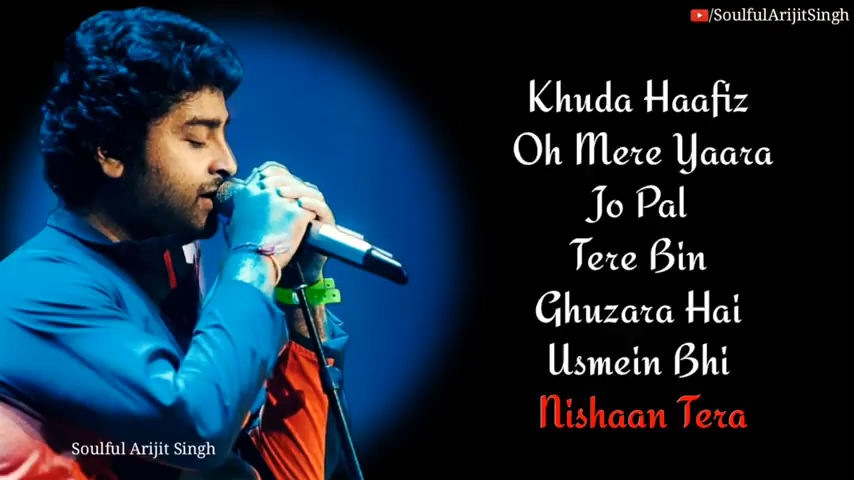 /SoulfulArijitSingh
Khuda Haafiz
Oh Mere Yaara
Jo Pal
Tere Bin
Ghuzara Hai
Usmein Bhi
Nishaan Tera
Soulful Arijit Singh